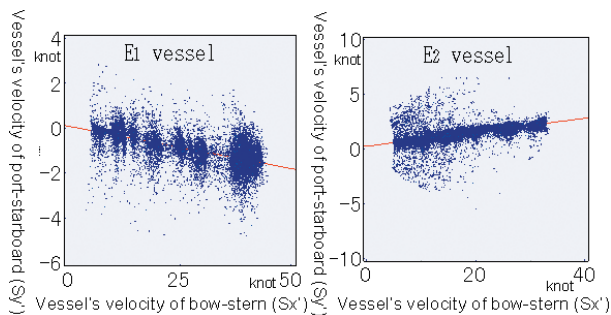 Vessel's velocity of port-starboard (Sy')
knot
E1 vessel
4
2
0
−2
−4
−6
0
25
50
knot
Vessel's velocity of bow-stern (Sx')
Vessel's velocity of port-starboard (Sy')
knot
E2 vessel
10
5
0
−5
−10
0
20
40
knot
Vessel's velocity of bow-stern (Sx')